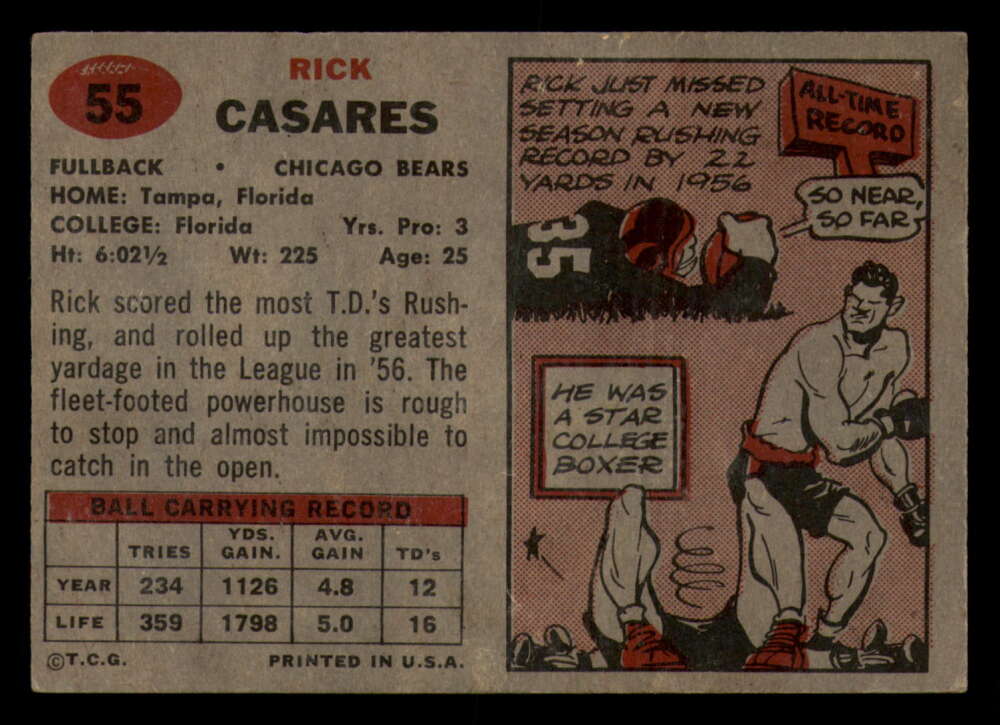 55
RICK
CASARES
FULLBACK • CHICAGO BEARS
HOME: Tampa, Florida
COLLEGE: Florida Yrs. Pro: 3
Ht: 6:02½ Wt: 225 Age: 25
Rick scored the most T.D.'s Rush-
ing, and rolled up the greatest
yardage in the League in '56. The
fleet-footed powerhouse is rough
to stop and almost impossible to
catch in the open.
BALL CARRYING RECORD
TRIES YDS. GAIN. AVG. GAIN TD's
YEAR 234 1126 4.8 12
LIFE 359 1798 5.0 16
©T.C.G. PRINTED IN U.S.A.
RICK JUST MISSED
SETTING A NEW
SEASON RUSHING
RECORD BY 22
YARDS IN 1956
ALL-TIME
RECORD
SO NEAR,
SO FAR
35
HE WAS
A STAR
COLLEGE
BOXER